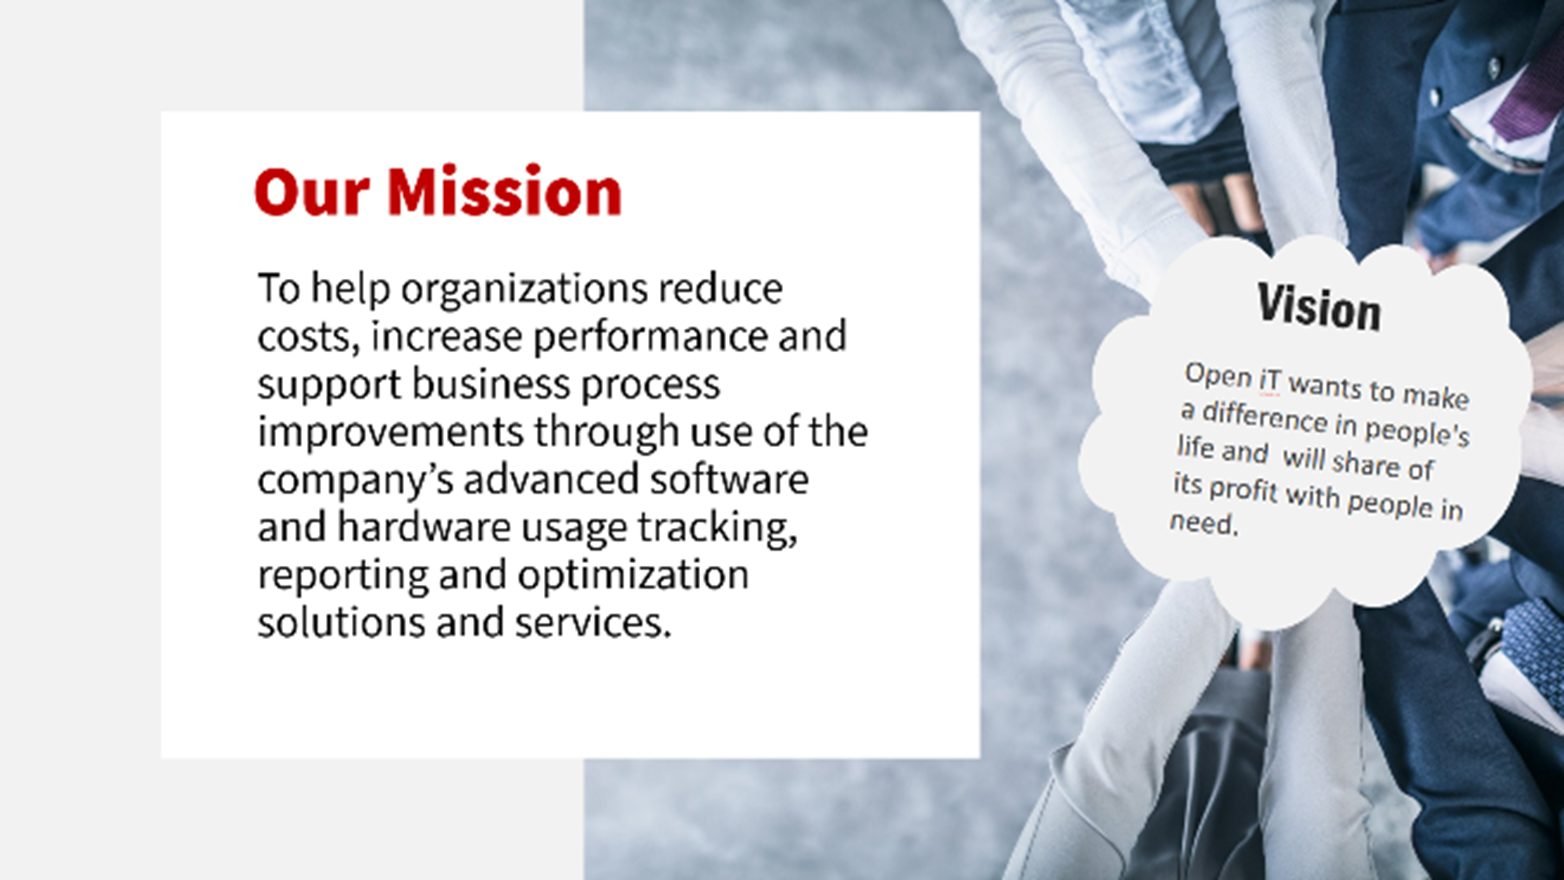 Our Mission
To help organizations reduce
costs, increase performance and
support business process
improvements through use of the
company’s advanced software
and hardware usage tracking,
reporting and optimization
solutions and services.
Vision
Open iT wants to make
a difference in people's
life and  will share of
its profit with people in
need.